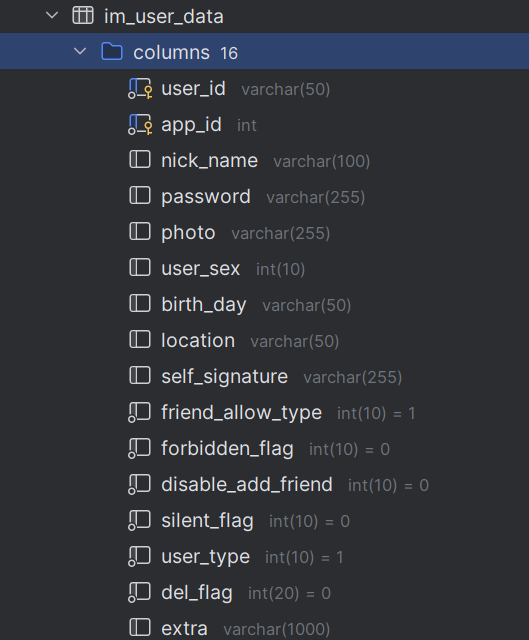 im_user_data
columns 16
user_id varchar(50)
app_id int
nick_name varchar(100)
password varchar(255)
photo varchar(255)
user_sex int(10)
birth_day varchar(50)
location varchar(50)
self_signature varchar(255)
friend_allow_type int(10) = 1
forbidden_flag int(10) = 0
disable_add_friend int(10) = 0
silent_flag int(10) = 0
user_type int(10) = 1
del_flag int(20) = 0
extra varchar(1000)